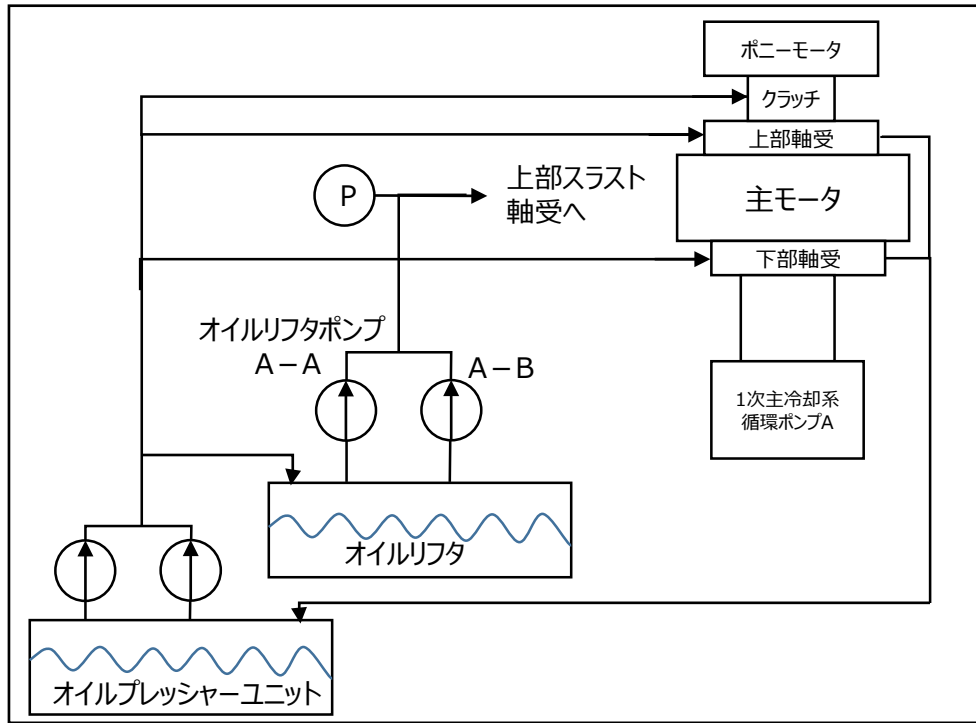 ポニーモータ
クラッチ
上部軸受
主モータ
下部軸受
P
上部スラスト
軸受へ
オイルリフタポンプ
A-A
A-B
1次主冷却系
循環ポンプA
オイルリフタ
オイルプレッシャーユニット